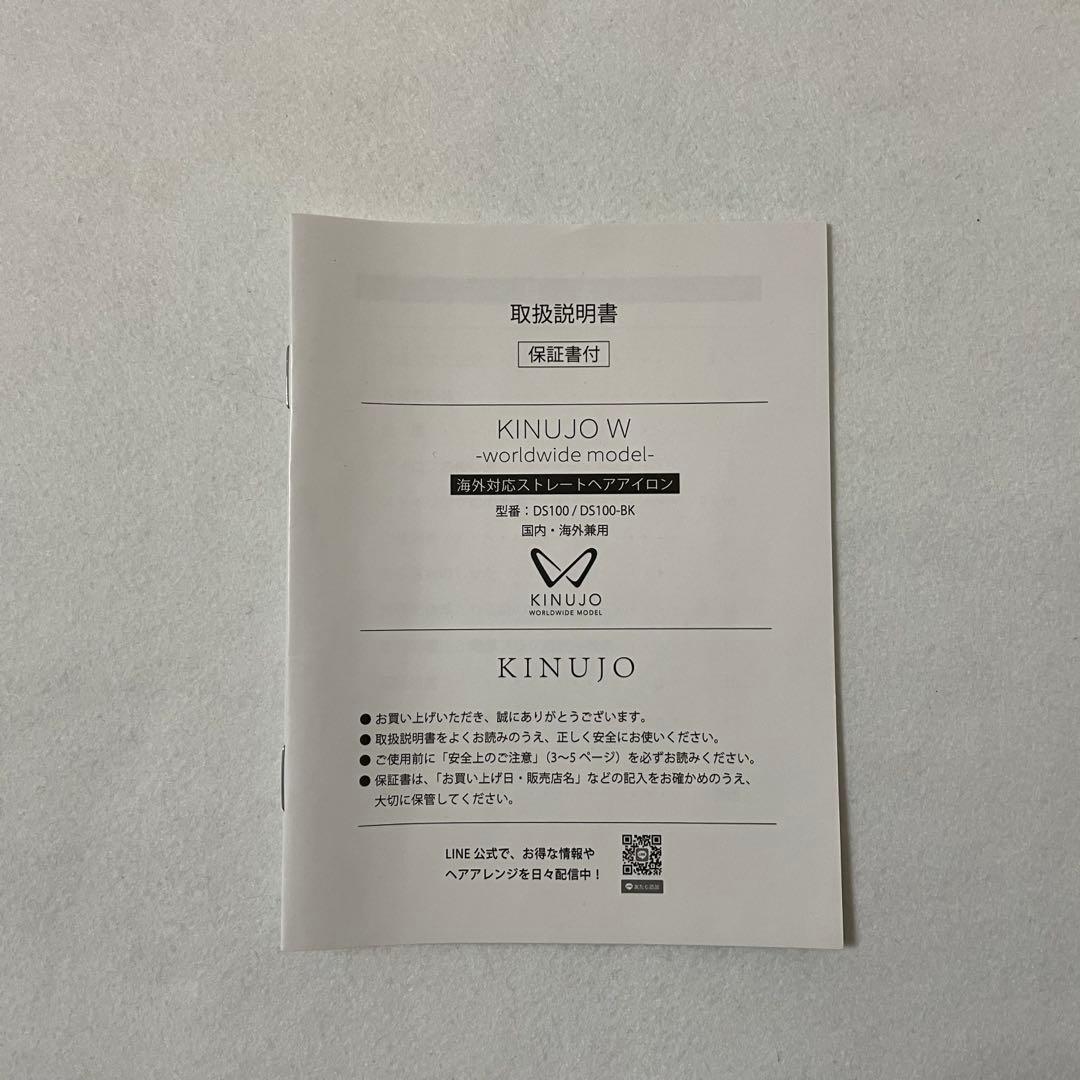 取扱説明書
保証書付
KINUJO W
-worldwide model-
海外対応ストレートヘアアイロン
型番：DS100 / DS100-BK
国内・海外兼用
KINUJO
WORLDWIDE MODEL
KINUJO
● お買い上げいただき、誠にありがとうございます。
● 取扱説明書をよくお読みのうえ、正しく安全にお使いください。
● ご使用前に「安全上のご注意」（3〜5 ページ）を必ずお読みください。
● 保証書は、「お買い上げ日・販売店名」などの記入をお確かめのうえ、
大切に保管してください。
LINE 公式で、お得な情報や
ヘアアレンジを日々配信中！
友だち追加